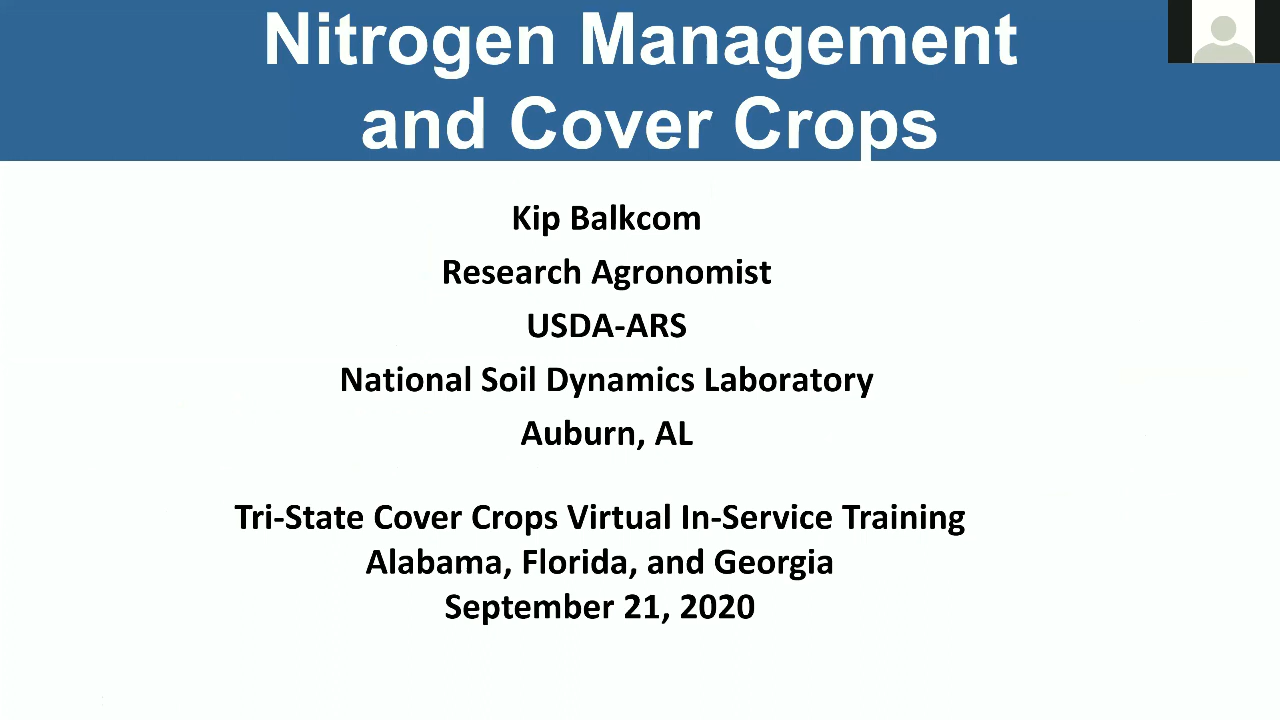 Nitrogen Management
and Cover Crops
Kip Balkcom
Research Agronomist
USDA-ARS
National Soil Dynamics Laboratory
Auburn, AL
Tri-State Cover Crops Virtual In-Service Training
Alabama, Florida, and Georgia
September 21, 2020